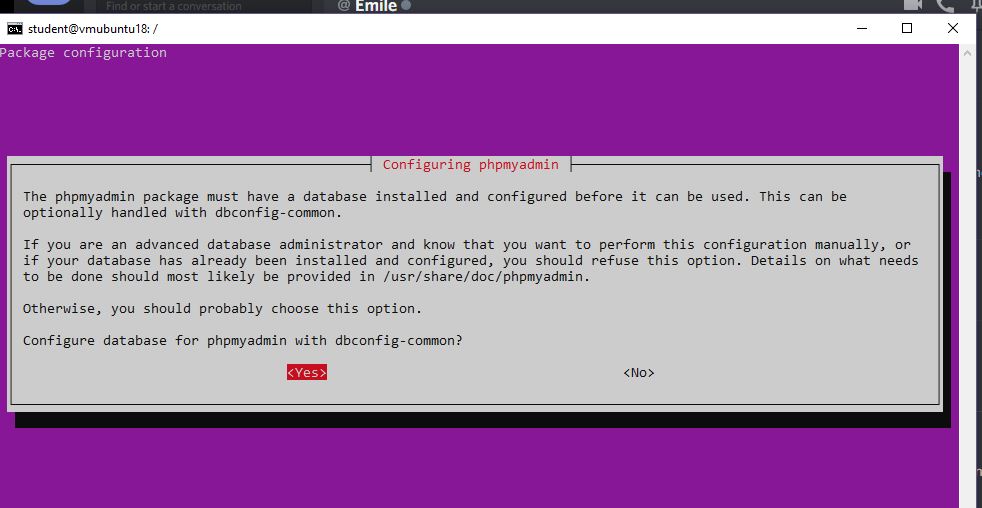 Find or start a conversation
@ Emile
student@vmubuntu18: /
Package configuration
Configuring phpmyadmin
The phpmyadmin package must have a database installed and configured before it can be used. This can be
optionally handled with dbconfig-common.
If you are an advanced database administrator and know that you want to perform this configuration manually, or
if your database has already been installed and configured, you should refuse this option. Details on what needs
to be done should most likely be provided in /usr/share/doc/phpmyadmin.
Otherwise, you should probably choose this option.
Configure database for phpmyadmin with dbconfig-common?
<Yes> <No>